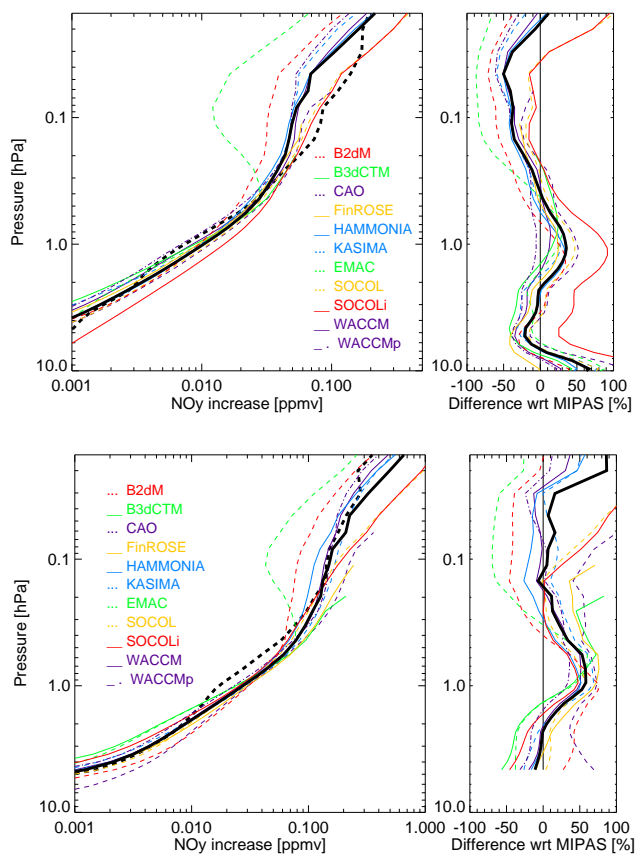 0.1
1.0
10.0
Pressure [hPa]
B2dM
B3dCTM
CAO
FinROSE
HAMMONIA
KASIMA
EMAC
SOCOL
SOCOLi
WACCM
WACCMp
0.001 0.010 0.100
NOy increase [ppmv]
-100 -50 0 50 100
Difference wrt MIPAS [%]
0.1
1.0
10.0
Pressure [hPa]
B2dM
B3dCTM
CAO
FinROSE
HAMMONIA
KASIMA
EMAC
SOCOL
SOCOLi
WACCM
WACCMp
0.001 0.010 0.100 1.000
NOy increase [ppmv]
-100 -50 0 50 100
Difference wrt MIPAS [%]